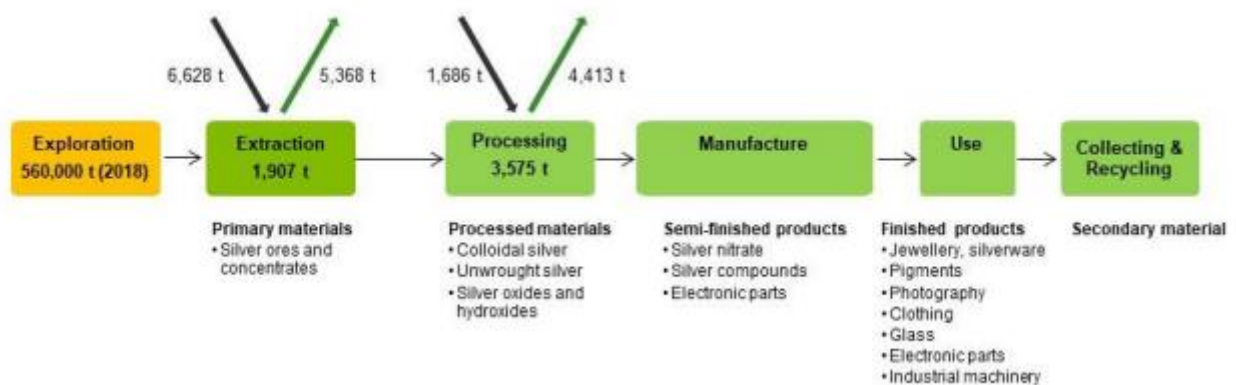 6,628 t
5,368 t
1,686 t
4,413 t
Exploration
560,000 t (2018)
Extraction
1,907 t
Processing
3,575 t
Manufacture
Use
Collecting &
Recycling
Primary materials
• Silver ores and
concentrates
Processed materials
• Colloidal silver
• Unwrought silver
• Silver oxides and
hydroxides
Semi-finished products
• Silver nitrate
• Silver compounds
• Electronic parts
Finished products
• Jewellery, silverware
• Pigments
• Photography
• Clothing
• Glass
• Electronic parts
• Industrial machinery
Secondary material